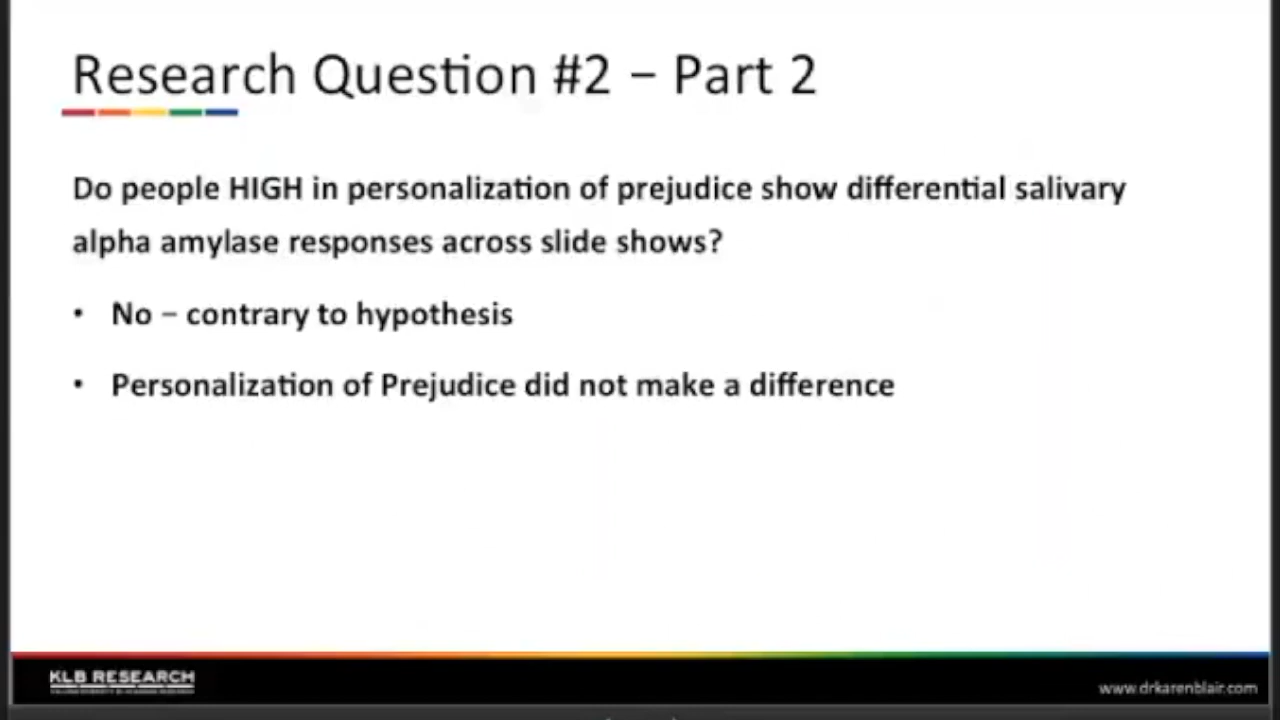 Research Question #2 – Part 2
Do people HIGH in personalization of prejudice show differential salivary
alpha amylase responses across slide shows?
• No – contrary to hypothesis
• Personalization of Prejudice did not make a difference
KLB RESEARCH
www.drkarenblair.com